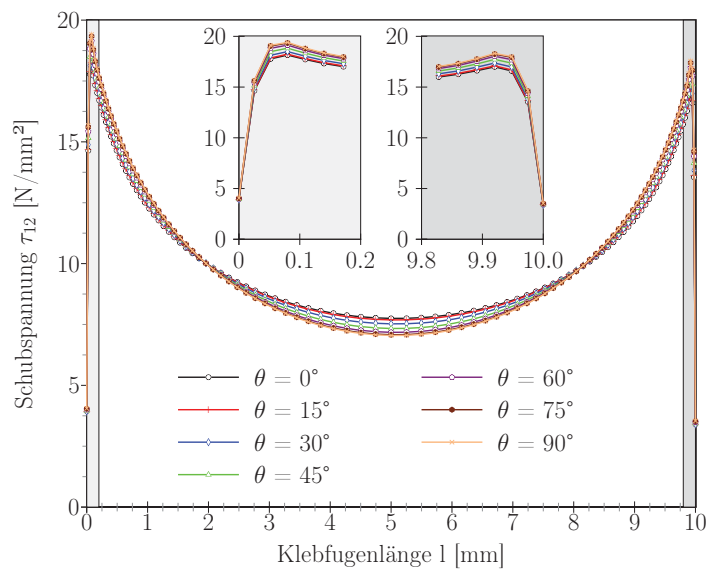 20
15
10
5
0
Schubspannung τ₁₂ [N/mm²]
20
15
10
5
0
0
0.1
0.2
20
15
10
5
0
9.8
9.9
10.0
θ = 0°
θ = 15°
θ = 30°
θ = 45°
θ = 60°
θ = 75°
θ = 90°
0 1 2 3 4 5 6 7 8 9 10
Klebfugenlänge l [mm]